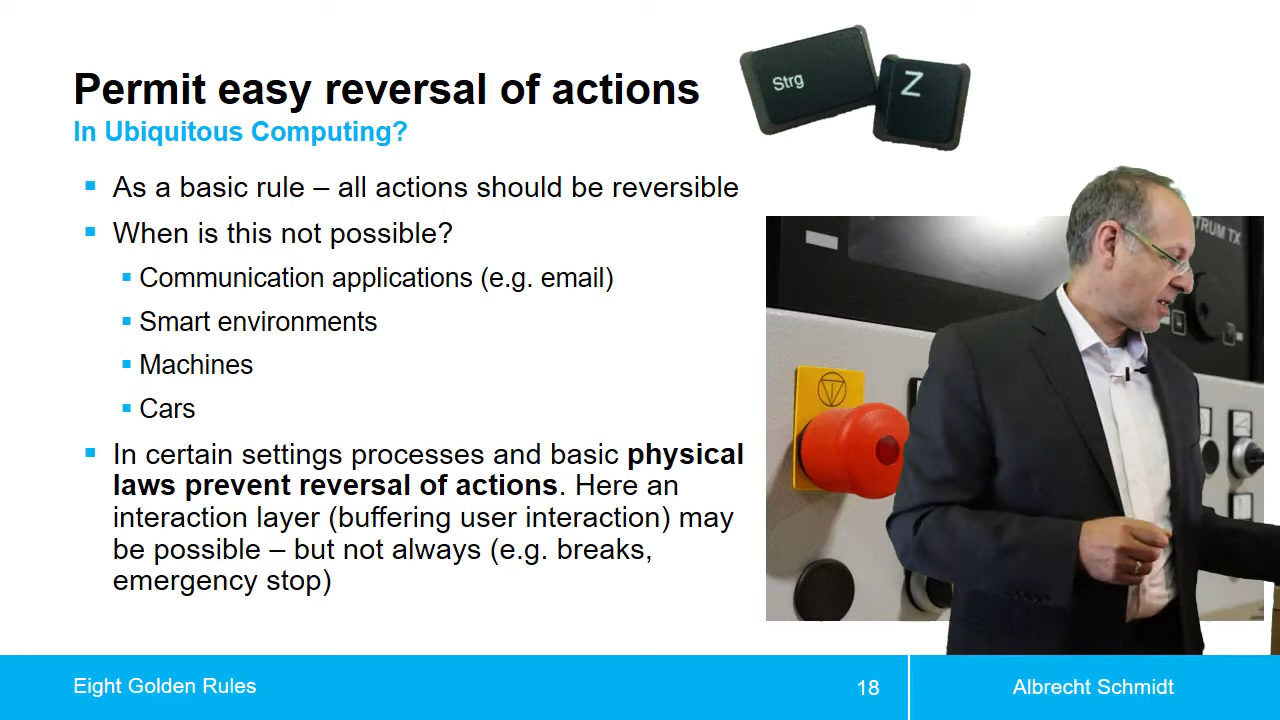 Permit easy reversal of actions
In Ubiquitous Computing?
Strg
Z
As a basic rule – all actions should be reversible
When is this not possible?
Communication applications (e.g. email)
Smart environments
Machines
Cars
In certain settings processes and basic physical
laws prevent reversal of actions. Here an
interaction layer (buffering user interaction) may
be possible – but not always (e.g. breaks,
emergency stop)
TRUM TX
Eight Golden Rules
18
Albrecht Schmidt